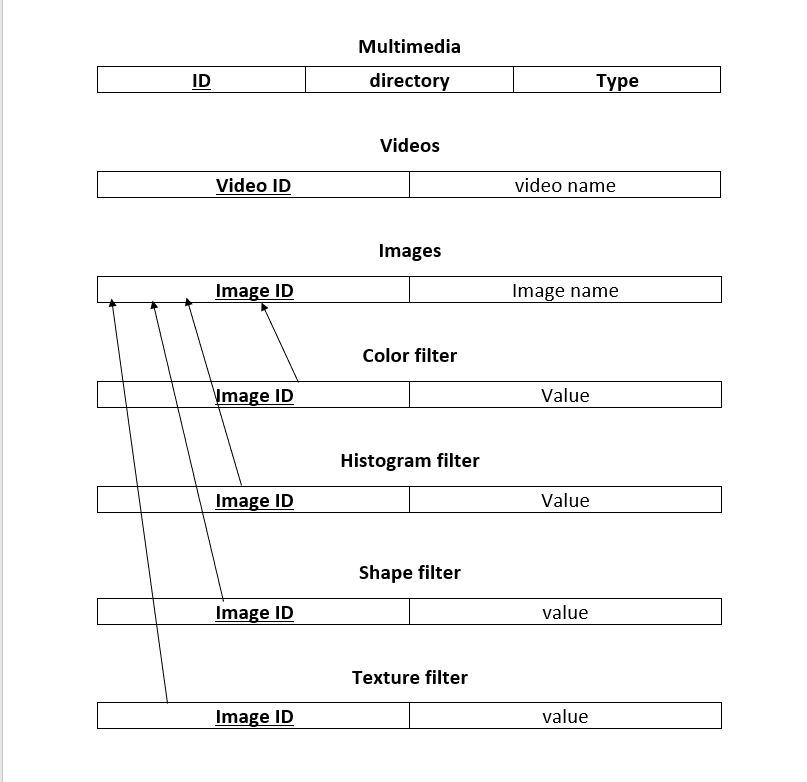 Multimedia
ID directory Type
Videos
Video ID video name
Images
Image ID Image name
Color filter
Image ID Value
Histogram filter
Image ID Value
Shape filter
Image ID value
Texture filter
Image ID value